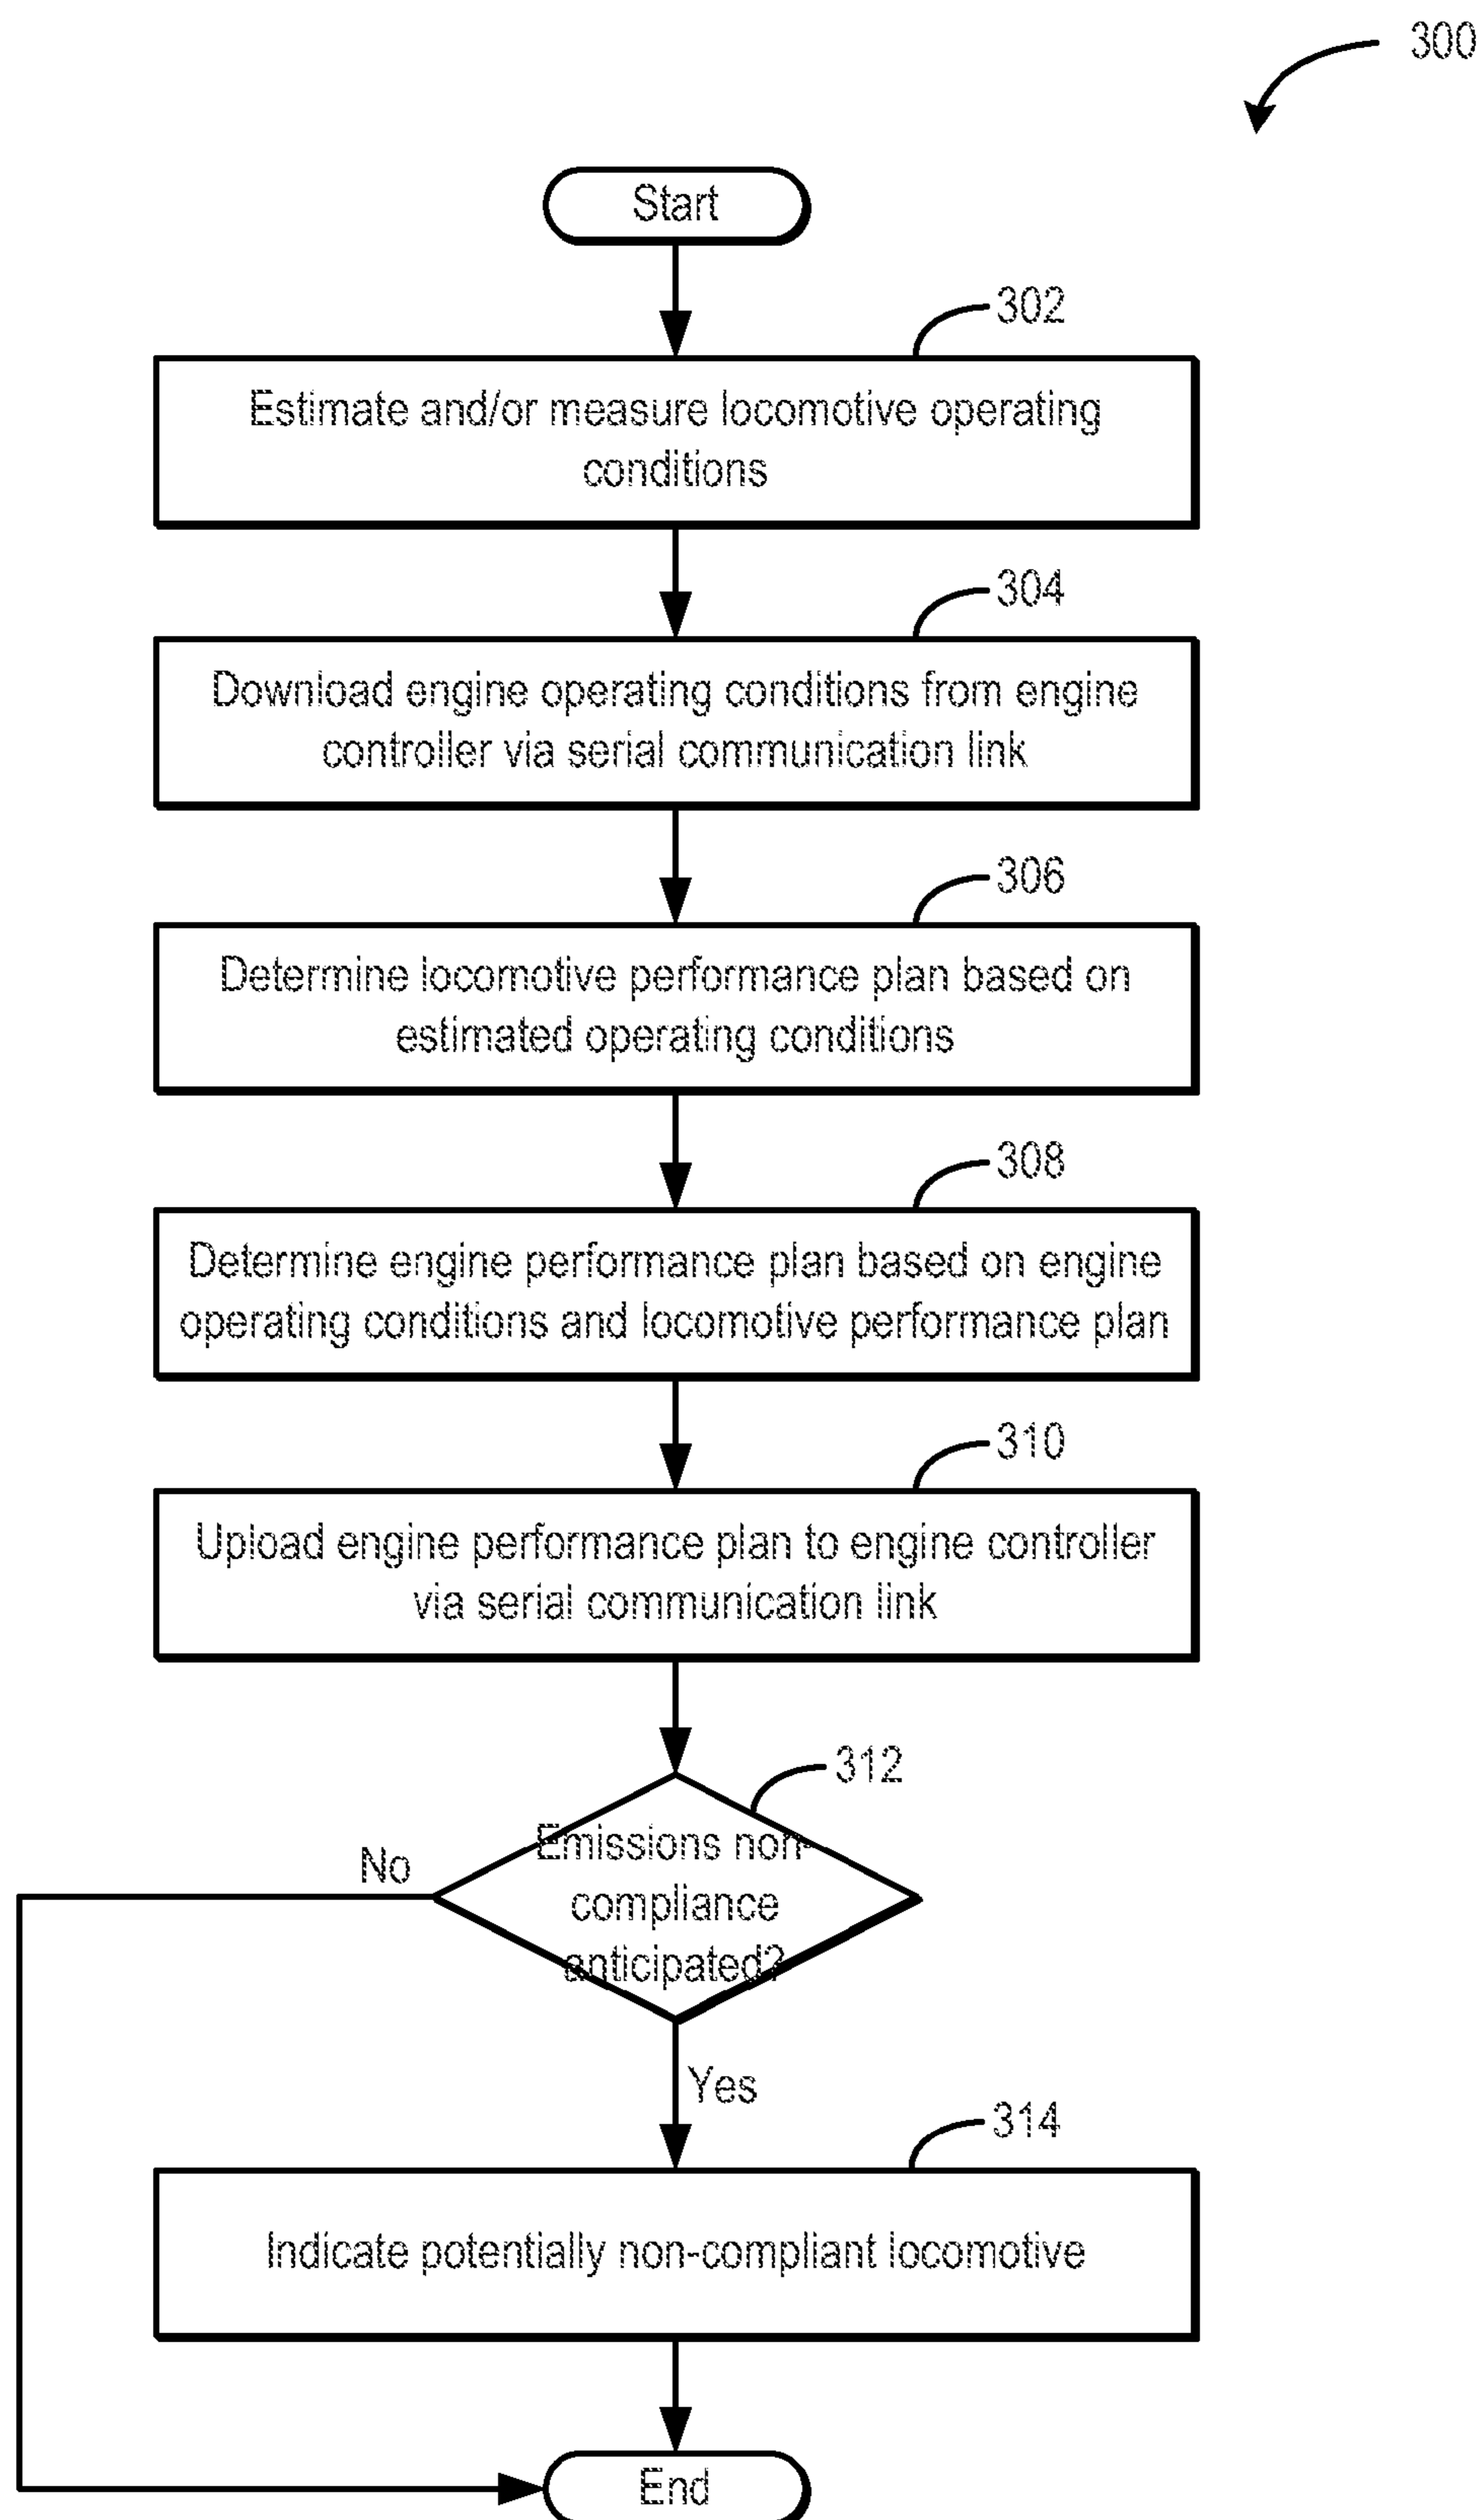 300
Start
302
Estimate and/or measure locomotive operating
conditions
304
Download engine operating conditions from engine
controller via serial communication link
306
Determine locomotive performance plan based on
estimated operating conditions
308
Determine engine performance plan based on engine
operating conditions and locomotive performance plan
310
Upload engine performance plan to engine controller
via serial communication link
312
Emissions non-
compliance
anticipated?
No
Yes
314
Indicate potentially non-compliant locomotive
End